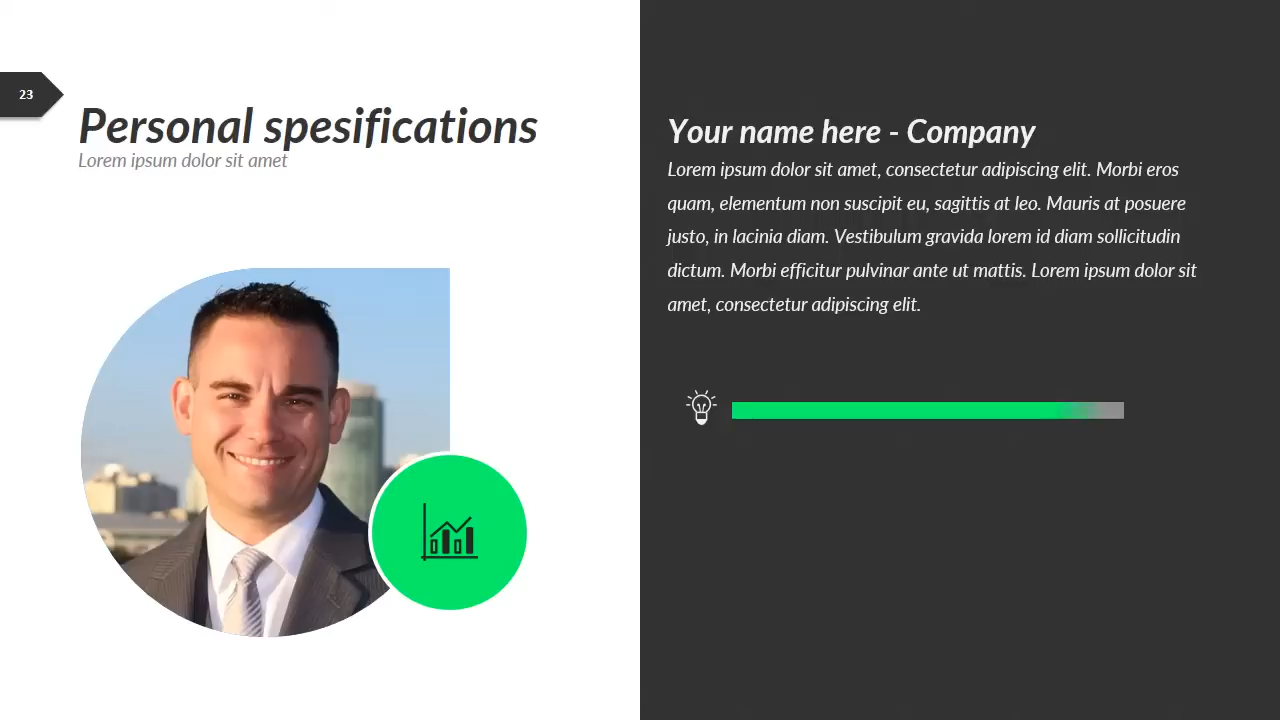 23
Personal spesifications
Lorem ipsum dolor sit amet
Your name here - Company
Lorem ipsum dolor sit amet, consectetur adipiscing elit. Morbi eros
quam, elementum non suscipit eu, sagittis at leo. Mauris at posuere
justo, in lacinia diam. Vestibulum gravida lorem id diam sollicitudin
dictum. Morbi efficitur pulvinar ante ut mattis. Lorem ipsum dolor sit
amet, consectetur adipiscing elit.